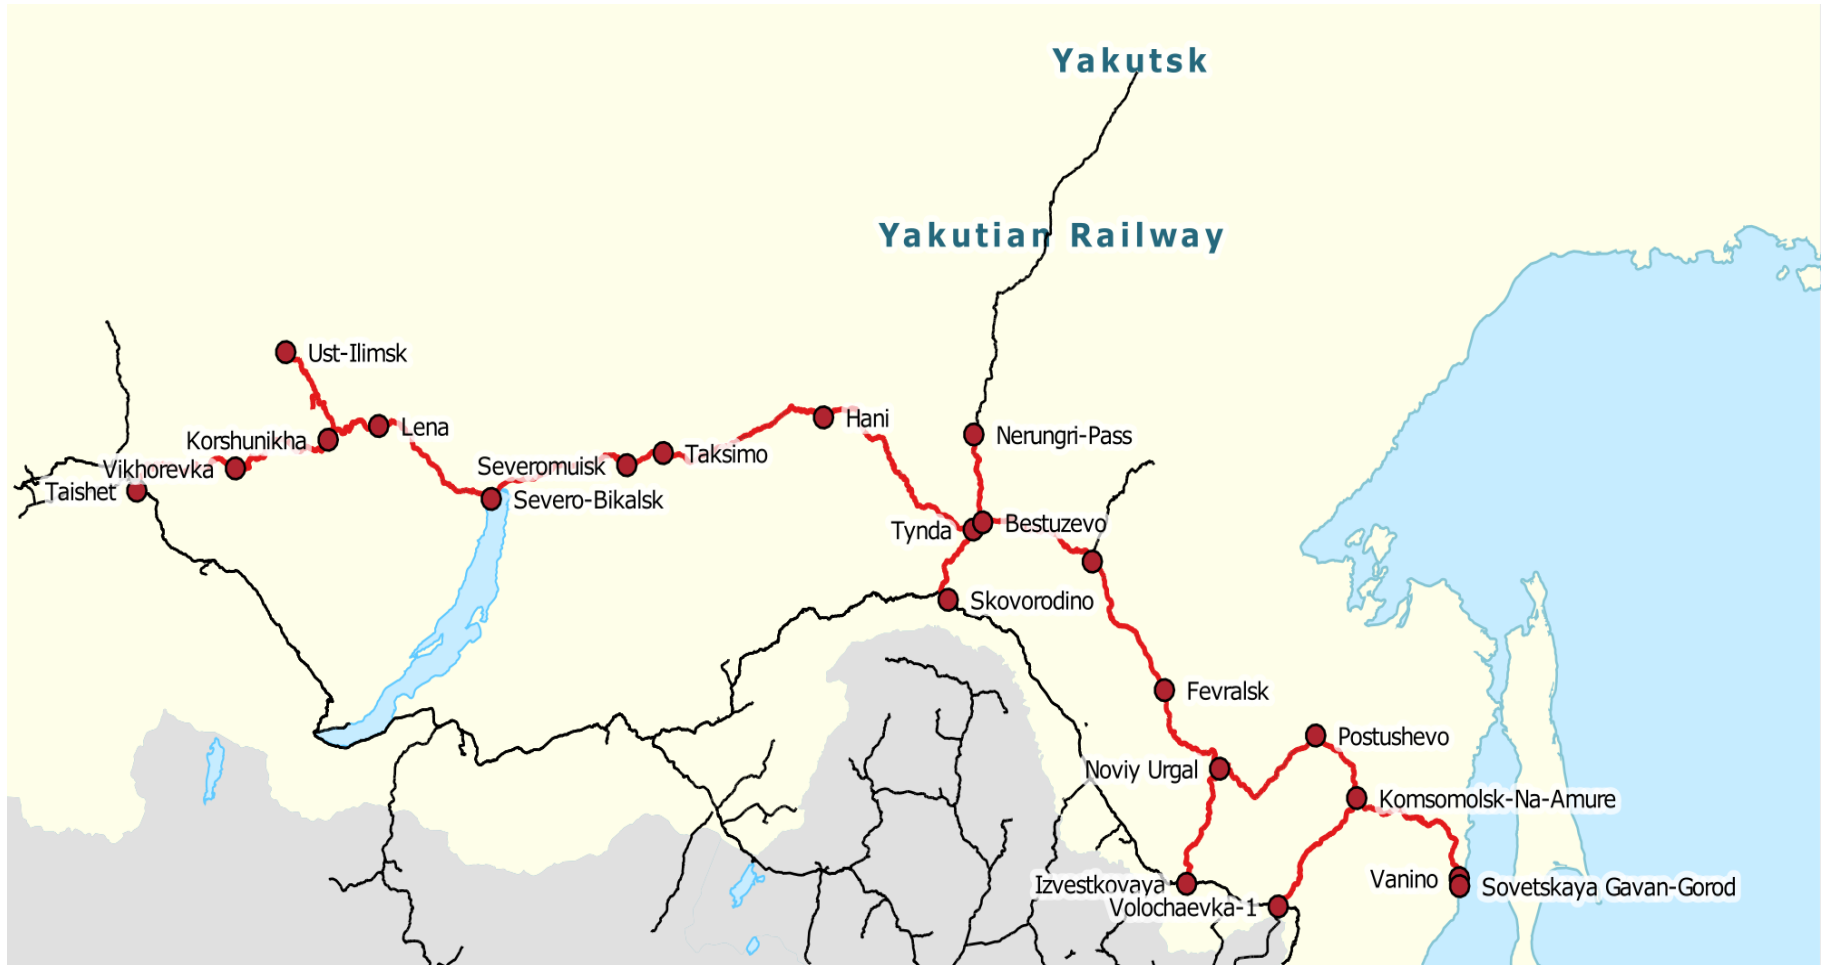 Yakutsk
Yakutian Railway
Ust-Ilimsk
Hani
Lena
Korshunikha
Nerungri-Pass
Taksimo
Severomuisk
Vikhorevka
Taishet
Severo-Bikalsk
Bestuzevo
Tynda
Skovorodino
Fevralsk
Postushevo
Noviy Urgal
Komsomolsk-Na-Amure
Vanino
Izvestkovaya
Sovetskaya Gavan-Gorod
Volochaevka-1